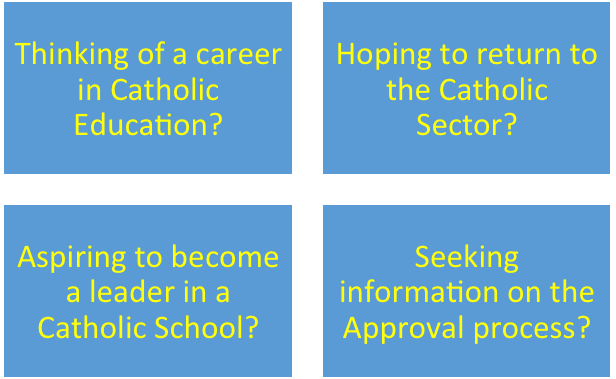 Thinking of a career
in Catholic
Education?
Hoping to return to
the Catholic
Sector?
Aspiring to become
a leader in a
Catholic School?
Seeking
information on the
Approval process?